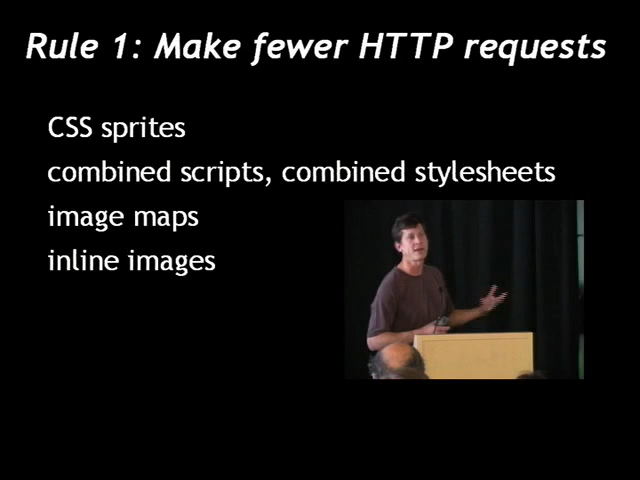 Rule 1: Make fewer HTTP requests
CSS sprites
combined scripts, combined stylesheets
image maps
inline images